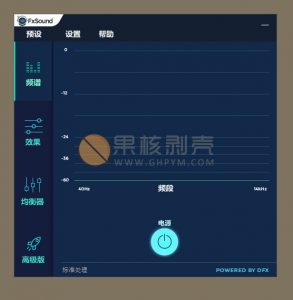 FxSound
预设 设置 帮助
频谱
效果
均衡器
高级版
0
-12
-24
-36
-60
40Hz 频段 14kHz
果核剥壳
WWW.GHPYM.COM
电源
标准处理 POWERED BY DFX